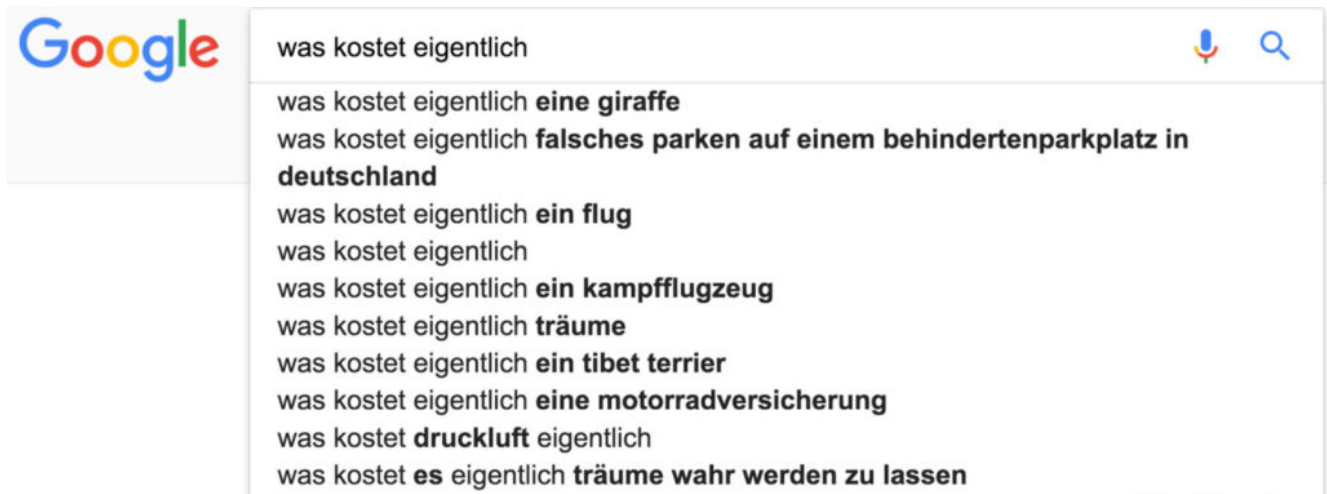 Google
was kostet eigentlich
was kostet eigentlich eine giraffe
was kostet eigentlich falsches parken auf einem behindertenparkplatz in
deutschland
was kostet eigentlich ein flug
was kostet eigentlich
was kostet eigentlich ein kampfflugzeug
was kostet eigentlich träume
was kostet eigentlich ein tibet terrier
was kostet eigentlich eine motorradversicherung
was kostet druckluft eigentlich
was kostet es eigentlich träume wahr werden zu lassen